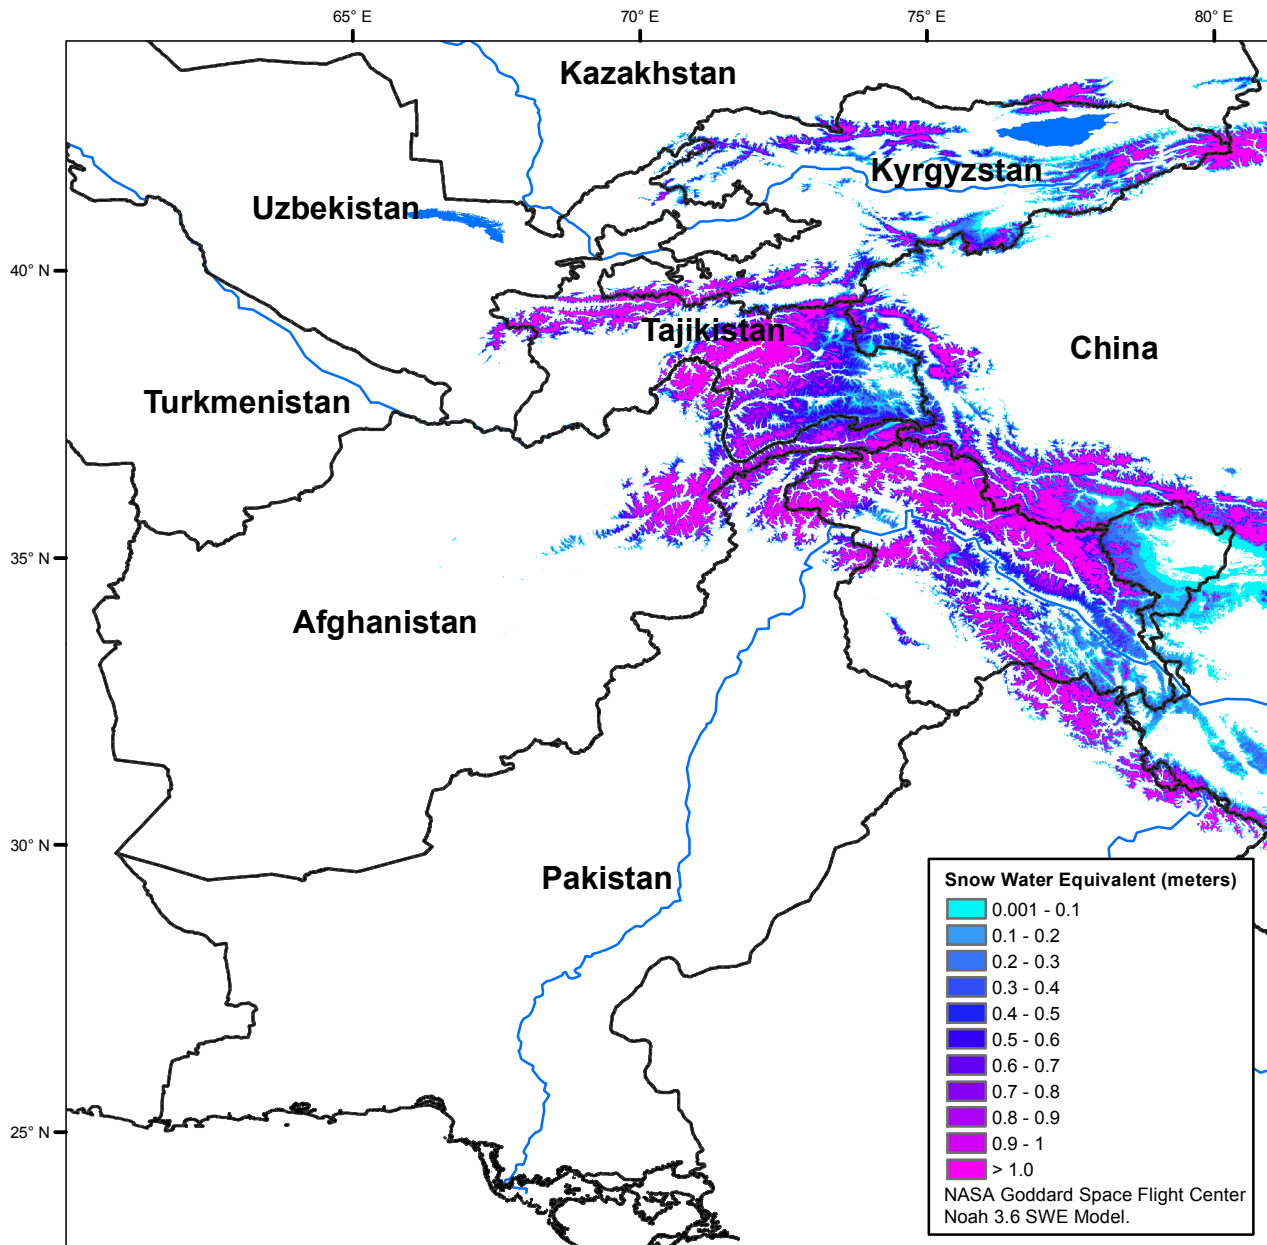 65° E
70° E
75° E
80° E
Kazakhstan
Kyrgyzstan
Uzbekistan
40° N
Tajikistan
China
Turkmenistan
35° N
Afghanistan
30° N
Pakistan
25° N
Snow Water Equivalent (meters)
0.001 - 0.1
0.1 - 0.2
0.2 - 0.3
0.3 - 0.4
0.4 - 0.5
0.5 - 0.6
0.6 - 0.7
0.7 - 0.8
0.8 - 0.9
0.9 - 1
> 1.0
NASA Goddard Space Flight Center
Noah 3.6 SWE Model.